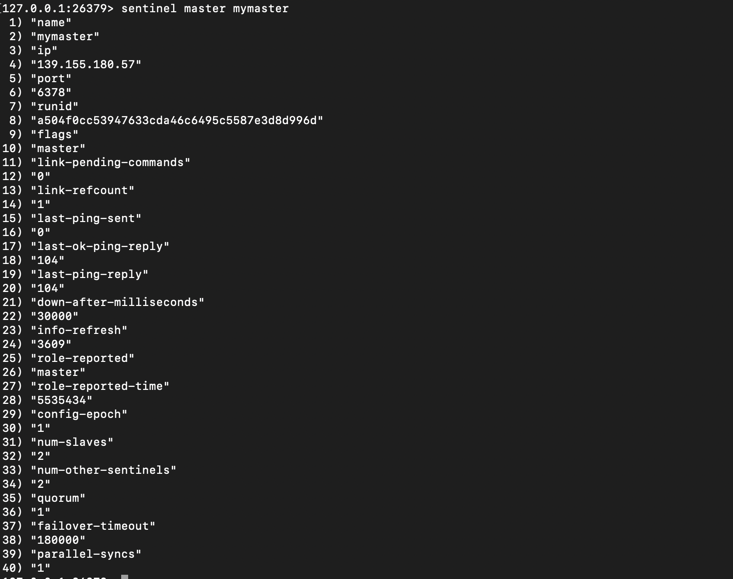 [127.0.0.1:26379> sentinel master mymaster
1) "name"
2) "mymaster"
3) "ip"
4) "139.155.180.57"
5) "port"
6) "6378"
7) "runid"
8) "a504f0cc53947633cda46c6495c5587e3d8d996d"
9) "flags"
10) "master"
11) "link-pending-commands"
12) "0"
13) "link-refcount"
14) "1"
15) "last-ping-sent"
16) "0"
17) "last-ok-ping-reply"
18) "104"
19) "last-ping-reply"
20) "104"
21) "down-after-milliseconds"
22) "30000"
23) "info-refresh"
24) "3609"
25) "role-reported"
26) "master"
27) "role-reported-time"
28) "5535434"
29) "config-epoch"
30) "1"
31) "num-slaves"
32) "2"
33) "num-other-sentinels"
34) "2"
35) "quorum"
36) "1"
37) "failover-timeout"
38) "180000"
39) "parallel-syncs"
40) "1"